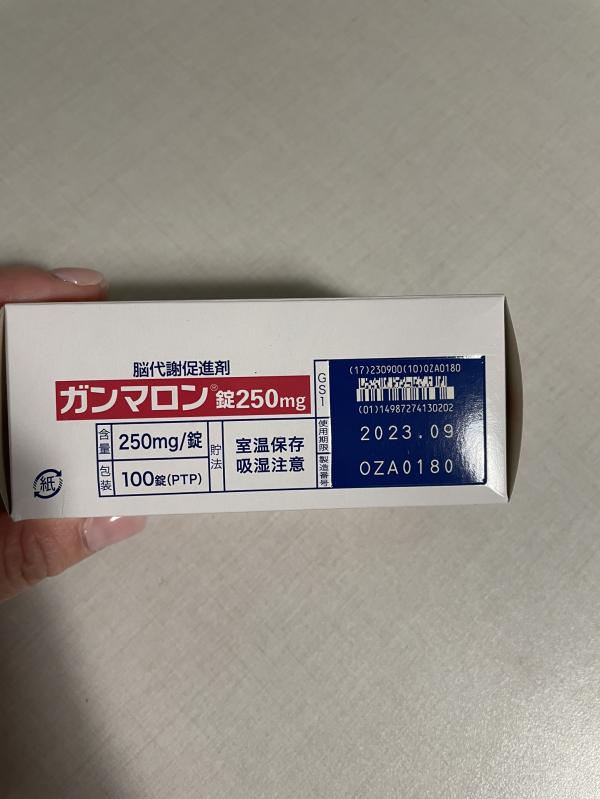 脳代謝促進剤
ガンマロン®錠250mg
含量 250mg/錠
包装 100錠(PTP)
貯法 室温保存
吸湿注意
紙
GS1
(17)230900(10)OZA0180
(01)14987274130202
使用期限 2023.09
製造番号 OZA0180